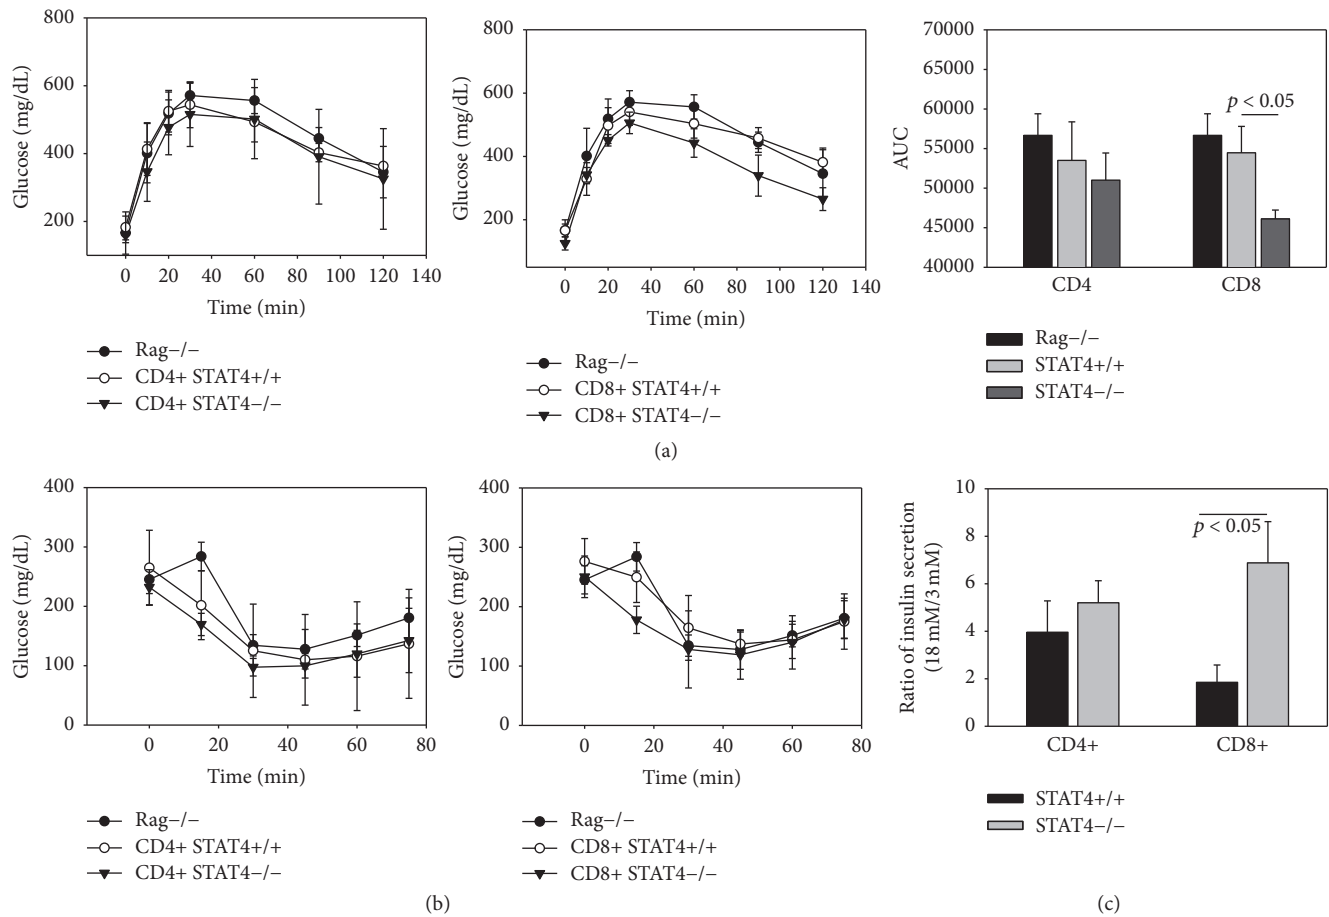 800
600
400
200
Glucose (mg/dL)
0 20 40 60 80 100 120 140
Time (min)
Rag−/−
CD4+ STAT4+/+
CD4+ STAT4−/−
800
600
400
200
Glucose (mg/dL)
0 20 40 60 80 100 120 140
Time (min)
Rag−/−
CD8+ STAT4+/+
CD8+ STAT4−/−
70000
65000
60000
55000
50000
45000
40000
AUC
p < 0.05
CD4 CD8
Rag−/−
STAT4+/+
STAT4−/−
(a)
400
300
200
100
0
Glucose (mg/dL)
0 20 40 60 80
Time (min)
Rag−/−
CD4+ STAT4+/+
CD4+ STAT4−/−
400
300
200
100
0
Glucose (mg/dL)
0 20 40 60 80
Time (min)
Rag−/−
CD8+ STAT4+/+
CD8+ STAT4−/−
(b)
10
8
6
4
2
0
Ratio of insulin secretion
(18 mM/3 mM)
p < 0.05
CD4+ CD8+
STAT4+/+
STAT4−/−
(c)